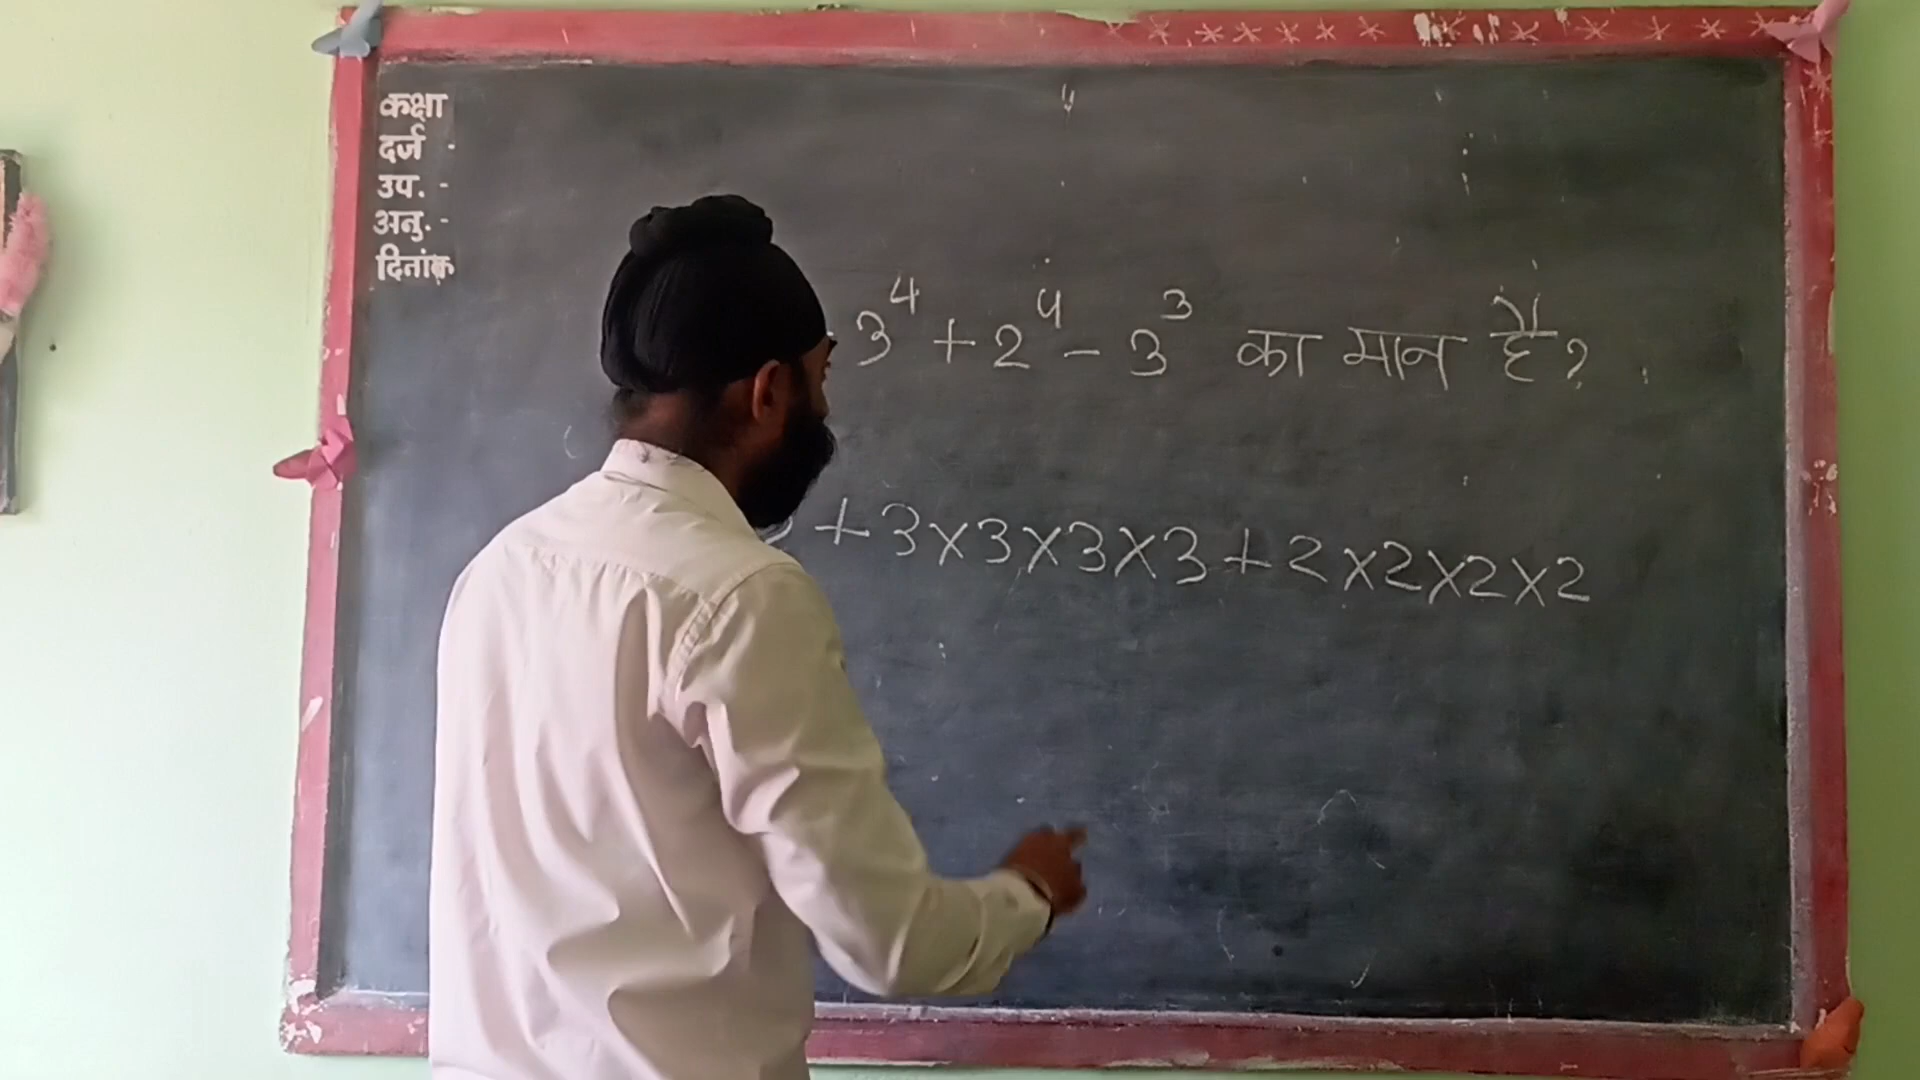 कक्षा
दर्ज -
उप. -
अनु. -
दिनांक
3⁴ + 2⁴ - 3³ का मान है?
+ 3 × 3 × 3 × 3 + 2 × 2 × 2 × 2